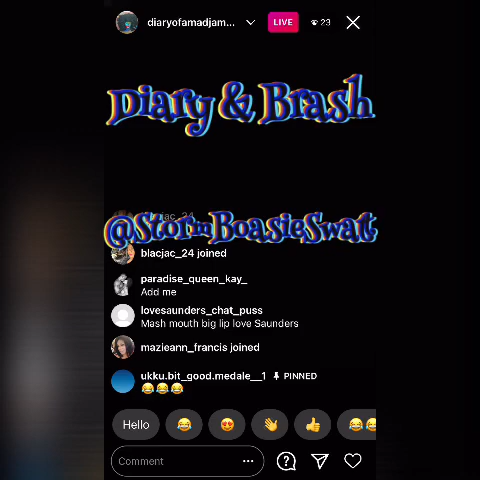 diaryofamadjam...
LIVE
23
Diary & Brash
@StormBoasieSwatt
blacjac_24 joined
paradise_queen_kay_
Add me
lovesaunders_chat_puss
Mash mouth big lip love Saunders
mazieann_francis joined
ukku.bit_good.medale__1 PINNED
😂😂😂
Hello 😂 😍 👋 👍 😂😂
Comment ...